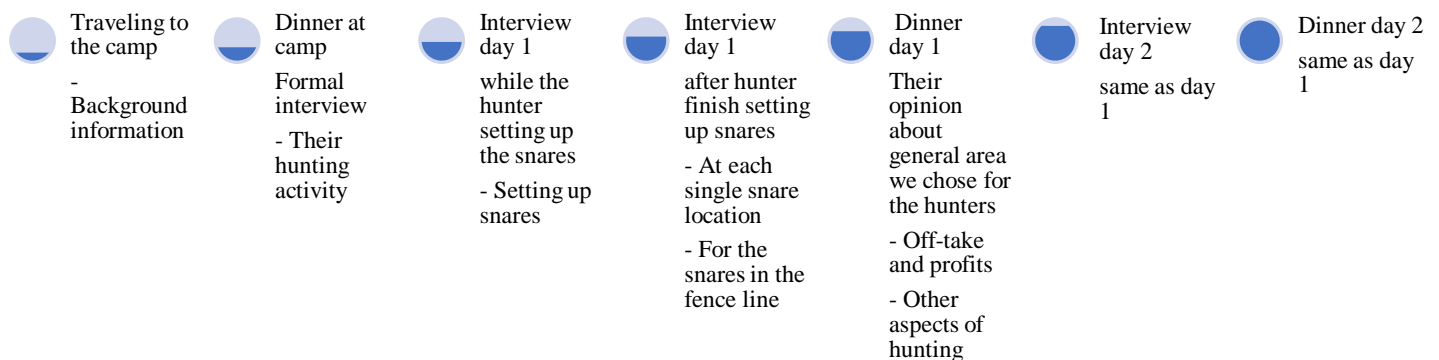 Traveling to
the camp
-
Background
information
Dinner at
camp
Formal
interview
- Their
hunting
activity
Interview
day 1
while the
hunter
setting up
the snares
- Setting up
snares
Interview
day 1
after hunter
finish setting
up snares
- At each
single snare
location
- For the
snares in the
fence line
Dinner
day 1
Their
opinion
about
general area
we chose for
the hunters
- Off-take
and profits
- Other
aspects of
hunting
Interview
day 2
same as day
1
Dinner day 2
same as day
1